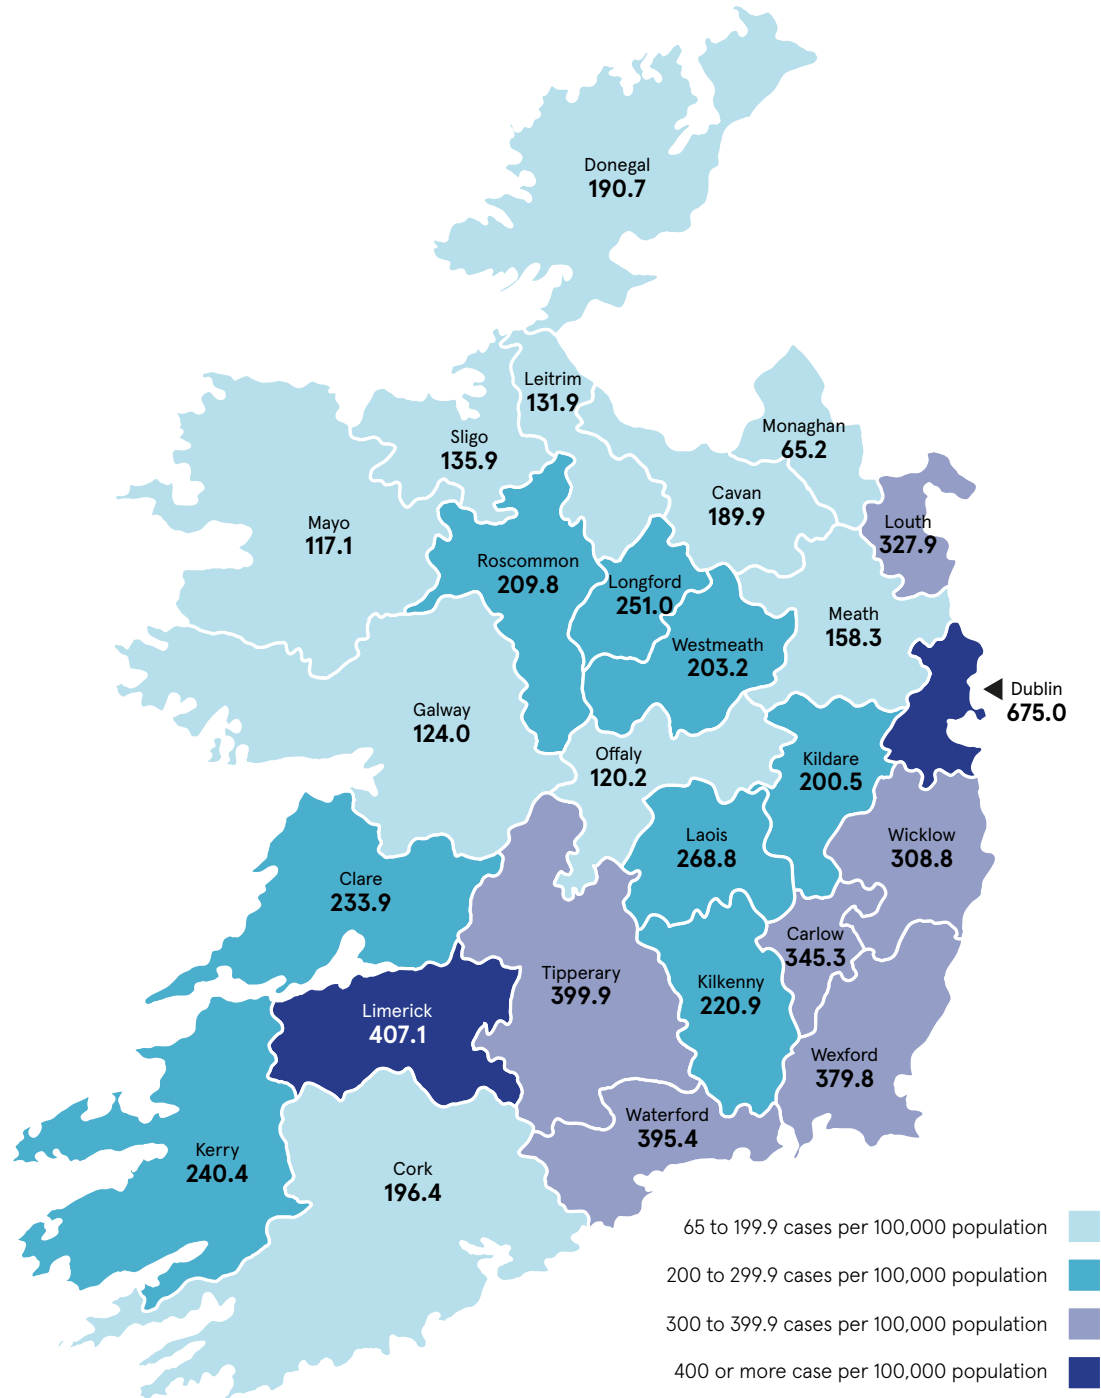 Donegal
190.7
Leitrim
131.9
Monaghan
65.2
Sligo
135.9
Cavan
189.9
Louth
327.9
Mayo
117.1
Roscommon
209.8
Longford
251.0
Meath
158.3
Westmeath
203.2
Dublin
675.0
Galway
124.0
Offaly
120.2
Kildare
200.5
Laois
268.8
Wicklow
308.8
Clare
233.9
Carlow
345.3
Tipperary
399.9
Kilkenny
220.9
Limerick
407.1
Wexford
379.8
Waterford
395.4
Kerry
240.4
Cork
196.4
65 to 199.9 cases per 100,000 population
200 to 299.9 cases per 100,000 population
300 to 399.9 cases per 100,000 population
400 or more case per 100,000 population